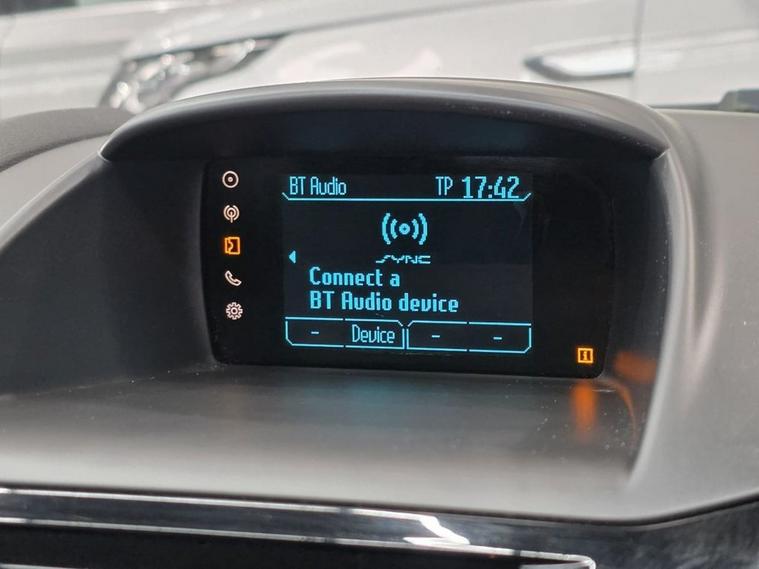 BT Audio TP 17:42
SYNC
Connect a
BT Audio device
- Device - -